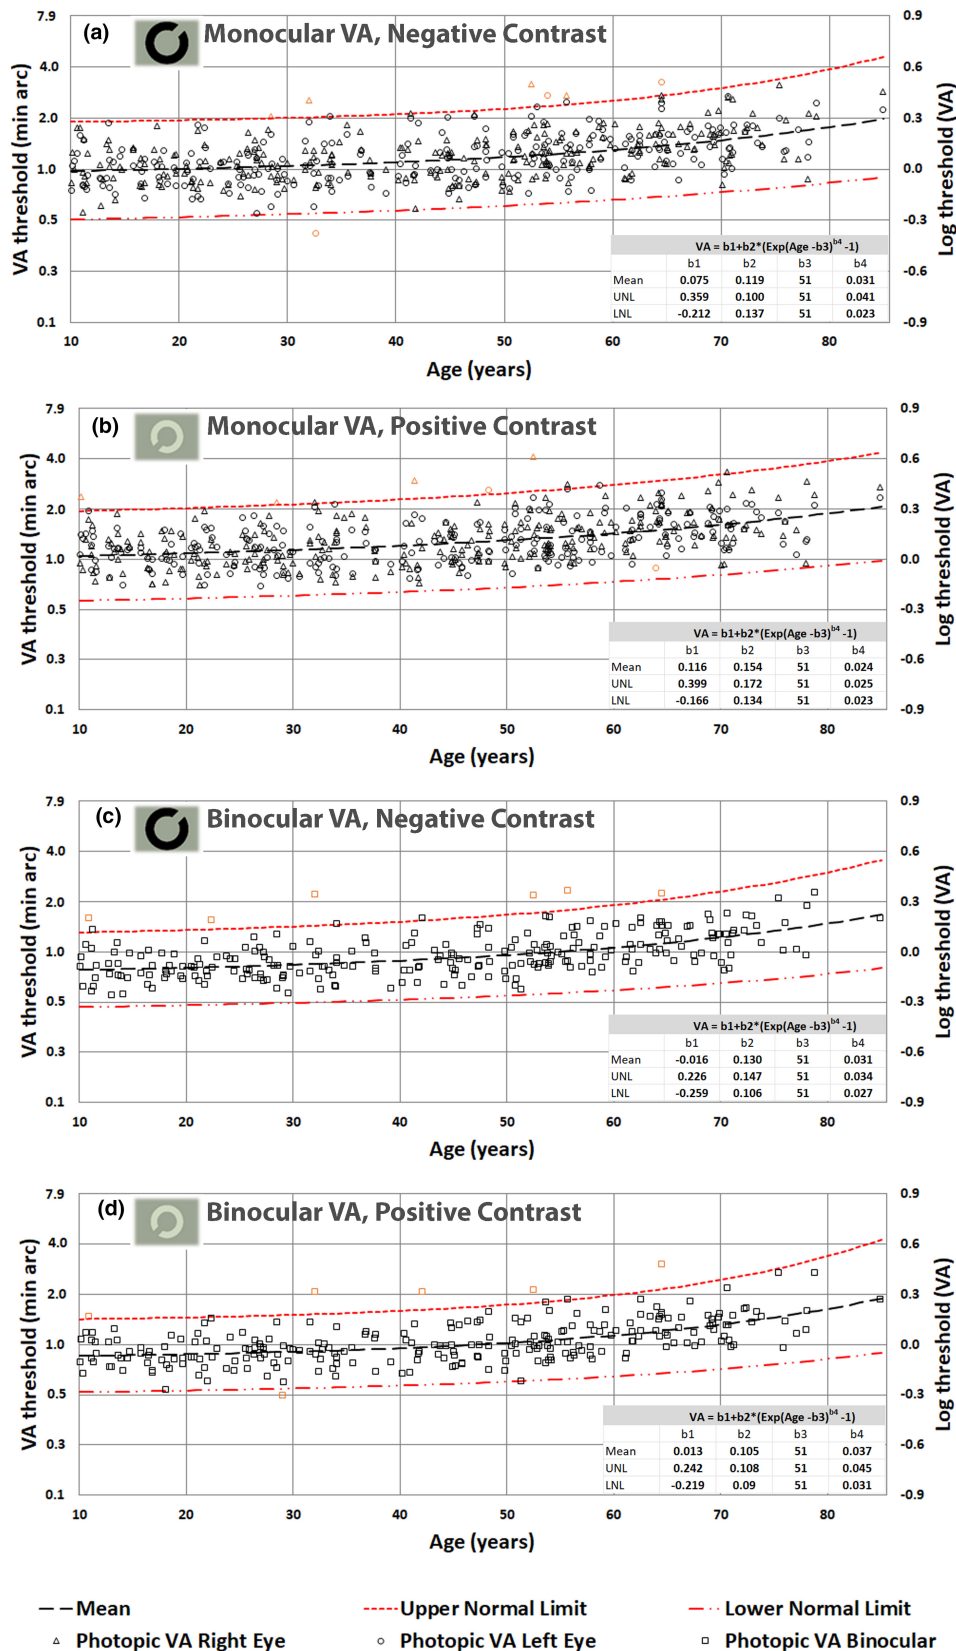 (a) Monocular VA, Negative Contrast
VA threshold (min arc)
7.9
4.0
2.0
1.0
0.5
0.3
0.1
0.9
0.6
0.3
0.0
-0.3
-0.6
-0.9
Log threshold (VA)
VA = b1+b2*(Exp(Age -b3)^b4 -1)
b1 b2 b3 b4
Mean 0.075 0.119 51 0.031
UNL 0.359 0.100 51 0.041
LNL -0.212 0.137 51 0.023
10 20 30 40 50 60 70 80
Age (years)
(b) Monocular VA, Positive Contrast
VA threshold (min arc)
7.9
4.0
2.0
1.0
0.5
0.3
0.1
0.9
0.6
0.3
0.0
-0.3
-0.6
-0.9
Log threshold (VA)
VA = b1+b2*(Exp(Age -b3)^b4 -1)
b1 b2 b3 b4
Mean 0.116 0.154 51 0.024
UNL 0.399 0.172 51 0.025
LNL -0.166 0.134 51 0.023
10 20 30 40 50 60 70 80
Age (years)
(c) Binocular VA, Negative Contrast
VA threshold (min arc)
7.9
4.0
2.0
1.0
0.5
0.3
0.1
0.9
0.6
0.3
0.0
-0.3
-0.6
-0.9
Log threshold (VA)
VA = b1+b2*(Exp(Age -b3)^b4 -1)
b1 b2 b3 b4
Mean -0.016 0.130 51 0.031
UNL 0.226 0.147 51 0.034
LNL -0.259 0.106 51 0.027
10 20 30 40 50 60 70 80
Age (years)
(d) Binocular VA, Positive Contrast
VA threshold (min arc)
7.9
4.0
2.0
1.0
0.5
0.3
0.1
0.9
0.6
0.3
0.0
-0.3
-0.6
-0.9
Log threshold (VA)
VA = b1+b2*(Exp(Age -b3)^b4 -1)
b1 b2 b3 b4
Mean 0.013 0.105 51 0.037
UNL 0.242 0.108 51 0.045
LNL -0.219 0.09 51 0.031
10 20 30 40 50 60 70 80
Age (years)
Mean Upper Normal Limit Lower Normal Limit
Photopic VA Right Eye Photopic VA Left Eye Photopic VA Binocular